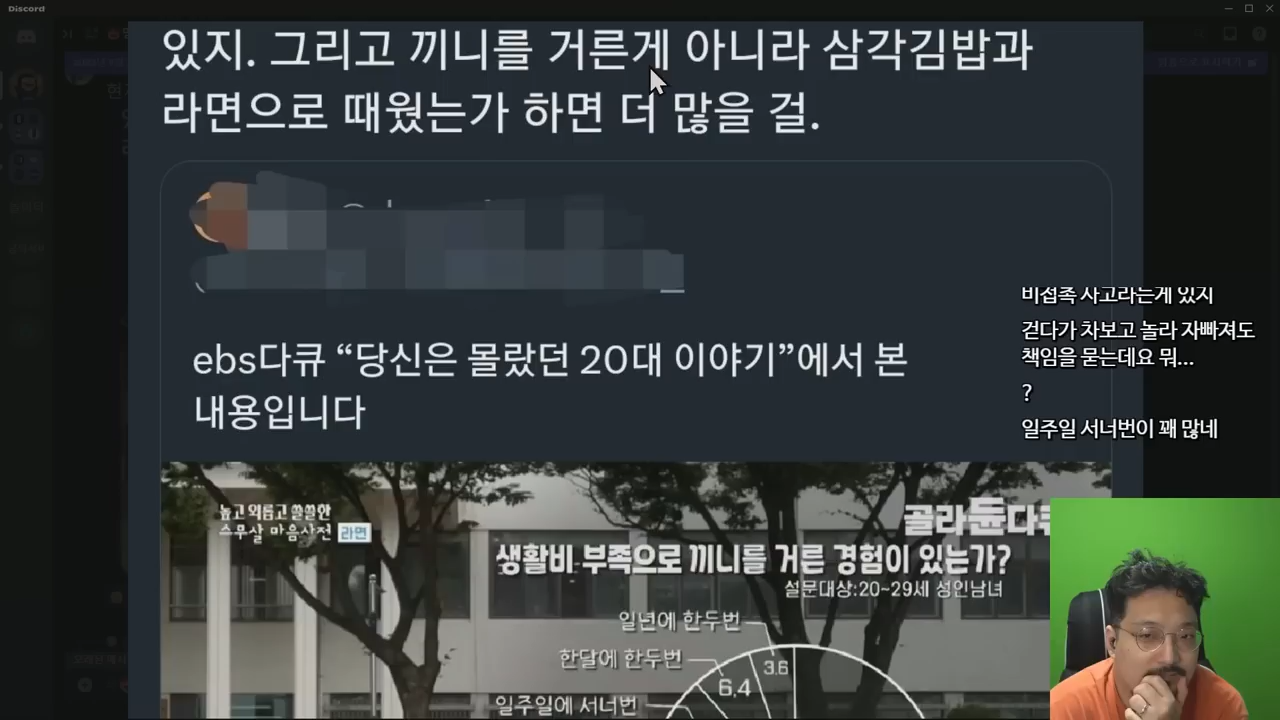 Discord
있지. 그리고 끼니를 거른게 아니라 삼각김밥과
라면으로 때웠는가 하면 더 많을 걸.
ebs다큐 “당신은 몰랐던 20대 이야기”에서 본
내용입니다
높고 외롭고 쓸쓸한
스무살 마음사전 라면
골라듄다큐
생활비 부족으로 끼니를 거른 경험이 있는가?
설문대상:20~29세 성인남녀
일년에 한두번
3.6
한달에 한두번
6.4
일주일에 서너번
비접촉 사고라는게 있지
걷다가 차보고 놀라 자빠져도
책임을 묻는데요 뭐...
?
일주일 서너번이 꽤 많네